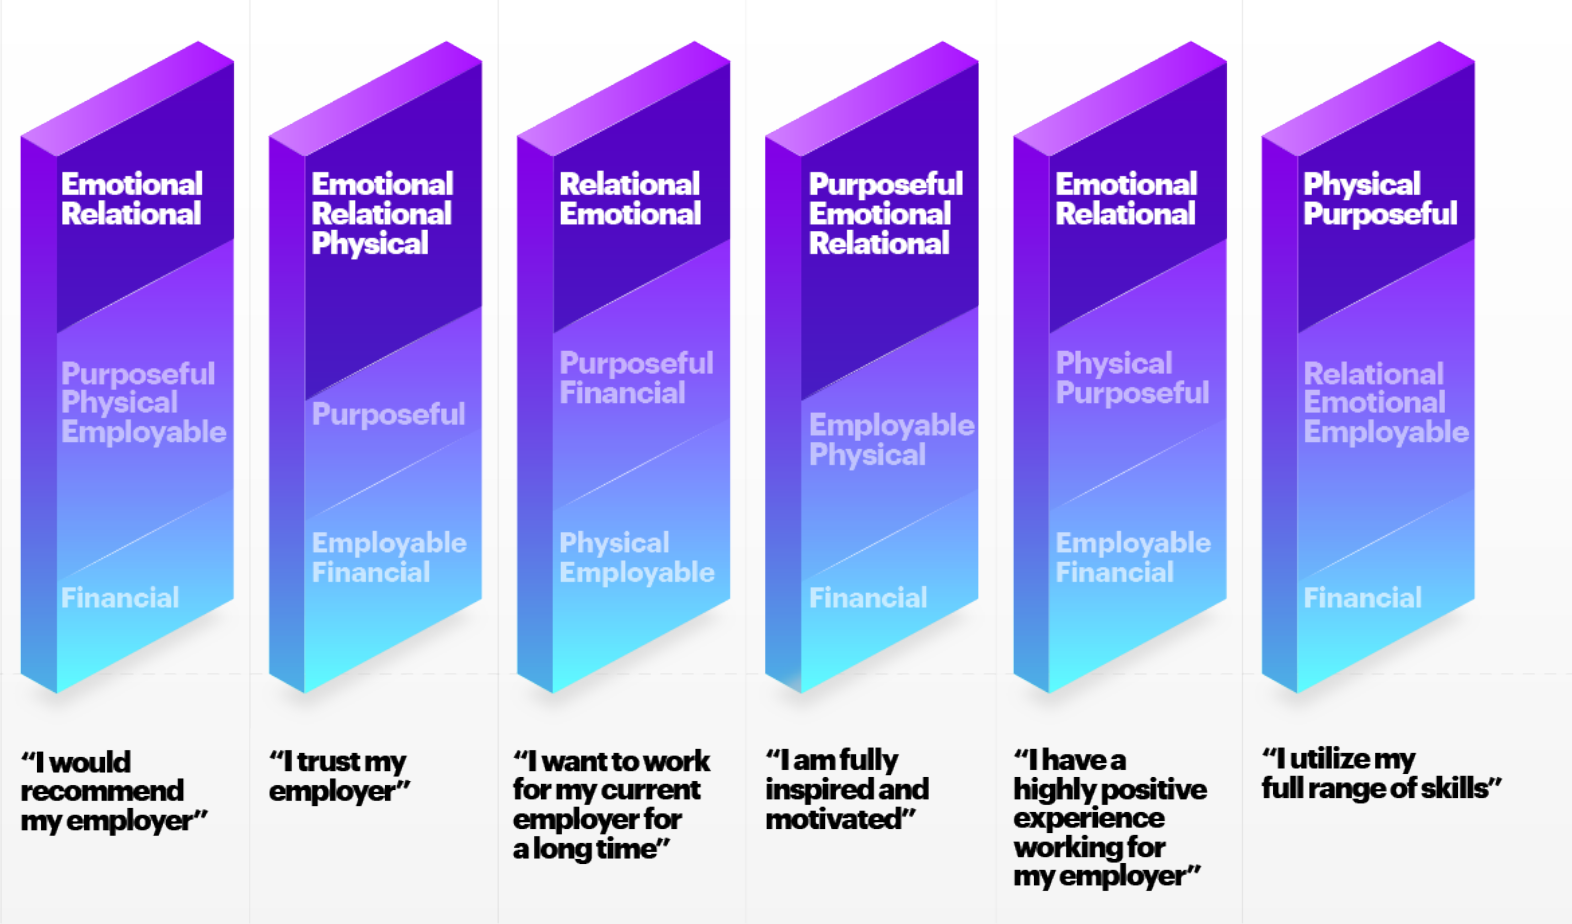 Emotional
Relational
Purposeful
Physical
Employable
Financial
“I would
recommend
my employer”
Emotional
Relational
Physical
Purposeful
Employable
Financial
“I trust my
employer”
Relational
Emotional
Purposeful
Financial
Physical
Employable
“I want to work
for my current
employer for
a long time”
Purposeful
Emotional
Relational
Employable
Physical
Financial
“I am fully
inspired and
motivated”
Emotional
Relational
Physical
Purposeful
Employable
Financial
“I have a
highly positive
experience
working for
my employer”
Physical
Purposeful
Relational
Emotional
Employable
Financial
“I utilize my
full range of skills”